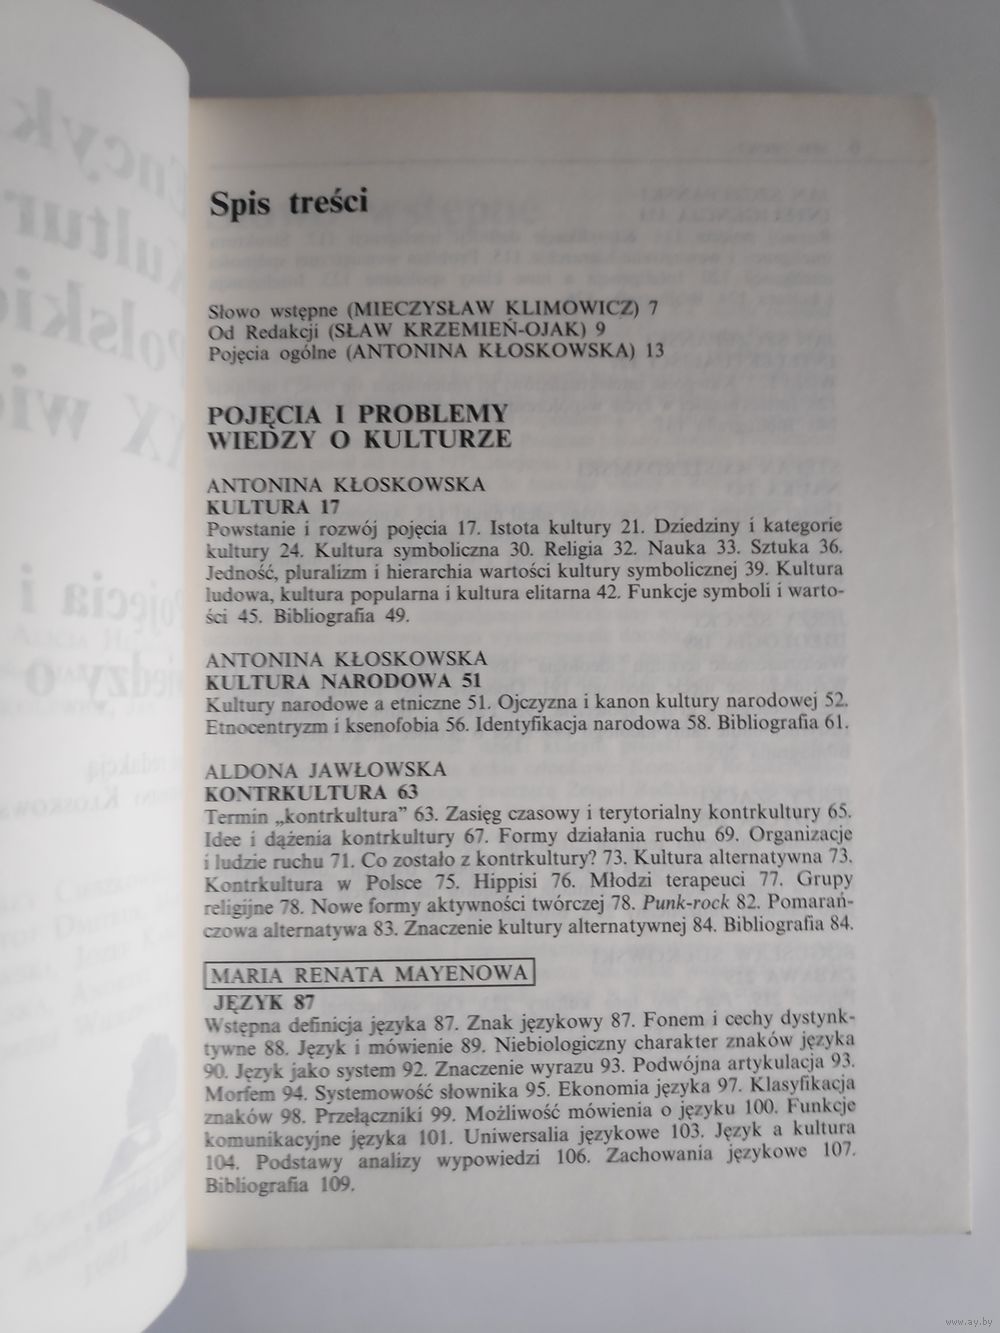 Spis treści
Słowo wstępne (MIECZYSŁAW KLIMOWICZ) 7
Od Redakcji (SŁAW KRZEMIEŃ-OJAK) 9
Pojęcia ogólne (ANTONINA KŁOSKOWSKA) 13
POJĘCIA I PROBLEMY
WIEDZY O KULTURZE
ANTONINA KŁOSKOWSKA
KULTURA 17
Powstanie i rozwój pojęcia 17. Istota kultury 21. Dziedziny i kategorie
kultury 24. Kultura symboliczna 30. Religia 32. Nauka 33. Sztuka 36.
Jedność, pluralizm i hierarchia wartości kultury symbolicznej 39. Kultura
ludowa, kultura popularna i kultura elitarna 42. Funkcje symboli i warto-
ści 45. Bibliografia 49.
ANTONINA KŁOSKOWSKA
KULTURA NARODOWA 51
Kultury narodowe a etniczne 51. Ojczyzna i kanon kultury narodowej 52.
Etnocentryzm i ksenofobia 56. Identyfikacja narodowa 58. Bibliografia 61.
ALDONA JAWŁOWSKA
KONTRKULTURA 63
Termin „kontrkultura” 63. Zasięg czasowy i terytorialny kontrkultury 65.
Idee i dążenia kontrkultury 67. Formy działania ruchu 69. Organizacje
i ludzie ruchu 71. Co zostało z kontrkultury? 73. Kultura alternatywna 73.
Kontrkultura w Polsce 75. Hippisi 76. Młodzi terapeuci 77. Grupy
religijne 78. Nowe formy aktywności twórczej 78. Punk-rock 82. Pomarań-
czowa alternatywa 83. Znaczenie kultury alternatywnej 84. Bibliografia 84.
MARIA RENATA MAYENOWA
JĘZYK 87
Wstępna definicja języka 87. Znak językowy 87. Fonem i cechy dystynk-
tywne 88. Język i mówienie 89. Niebiologiczny charakter znaków języka
90. Język jako system 92. Znaczenie wyrazu 93. Podwójna artykulacja 93.
Morfem 94. Systemowość słownika 95. Ekonomia języka 97. Klasyfikacja
znaków 98. Przełączniki 99. Możliwość mówienia o języku 100. Funkcje
komunikacyjne języka 101. Uniwersalia językowe 103. Język a kultura
104. Podstawy analizy wypowiedzi 106. Zachowania językowe 107.
Bibliografia 109.
www.ay.by